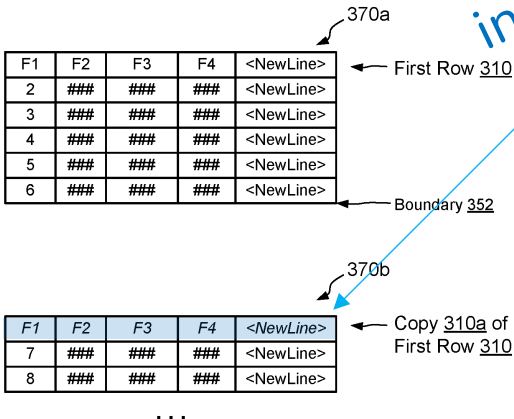 370a
F1 F2 F3 F4 <NewLine>
First Row 310
2 ### ### ### <NewLine>
3 ### ### ### <NewLine>
4 ### ### ### <NewLine>
5 ### ### ### <NewLine>
6 ### ### ### <NewLine>
Boundary 352
370b
F1 F2 F3 F4 <NewLine>
Copy 310a of
First Row 310
7 ### ### ### <NewLine>
8 ### ### ### <NewLine>
...